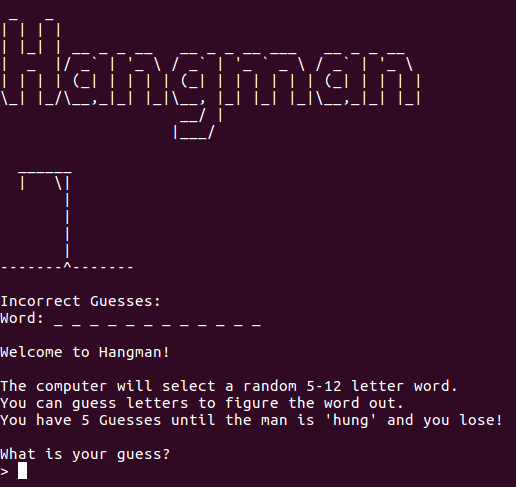 Hangman
Incorrect Guesses:
Word: _ _ _ _ _ _ _ _ _ _ _ _
Welcome to Hangman!
The computer will select a random 5-12 letter word.
You can guess letters to figure the word out.
You have 5 Guesses until the man is 'hung' and you lose!
What is your guess?
>